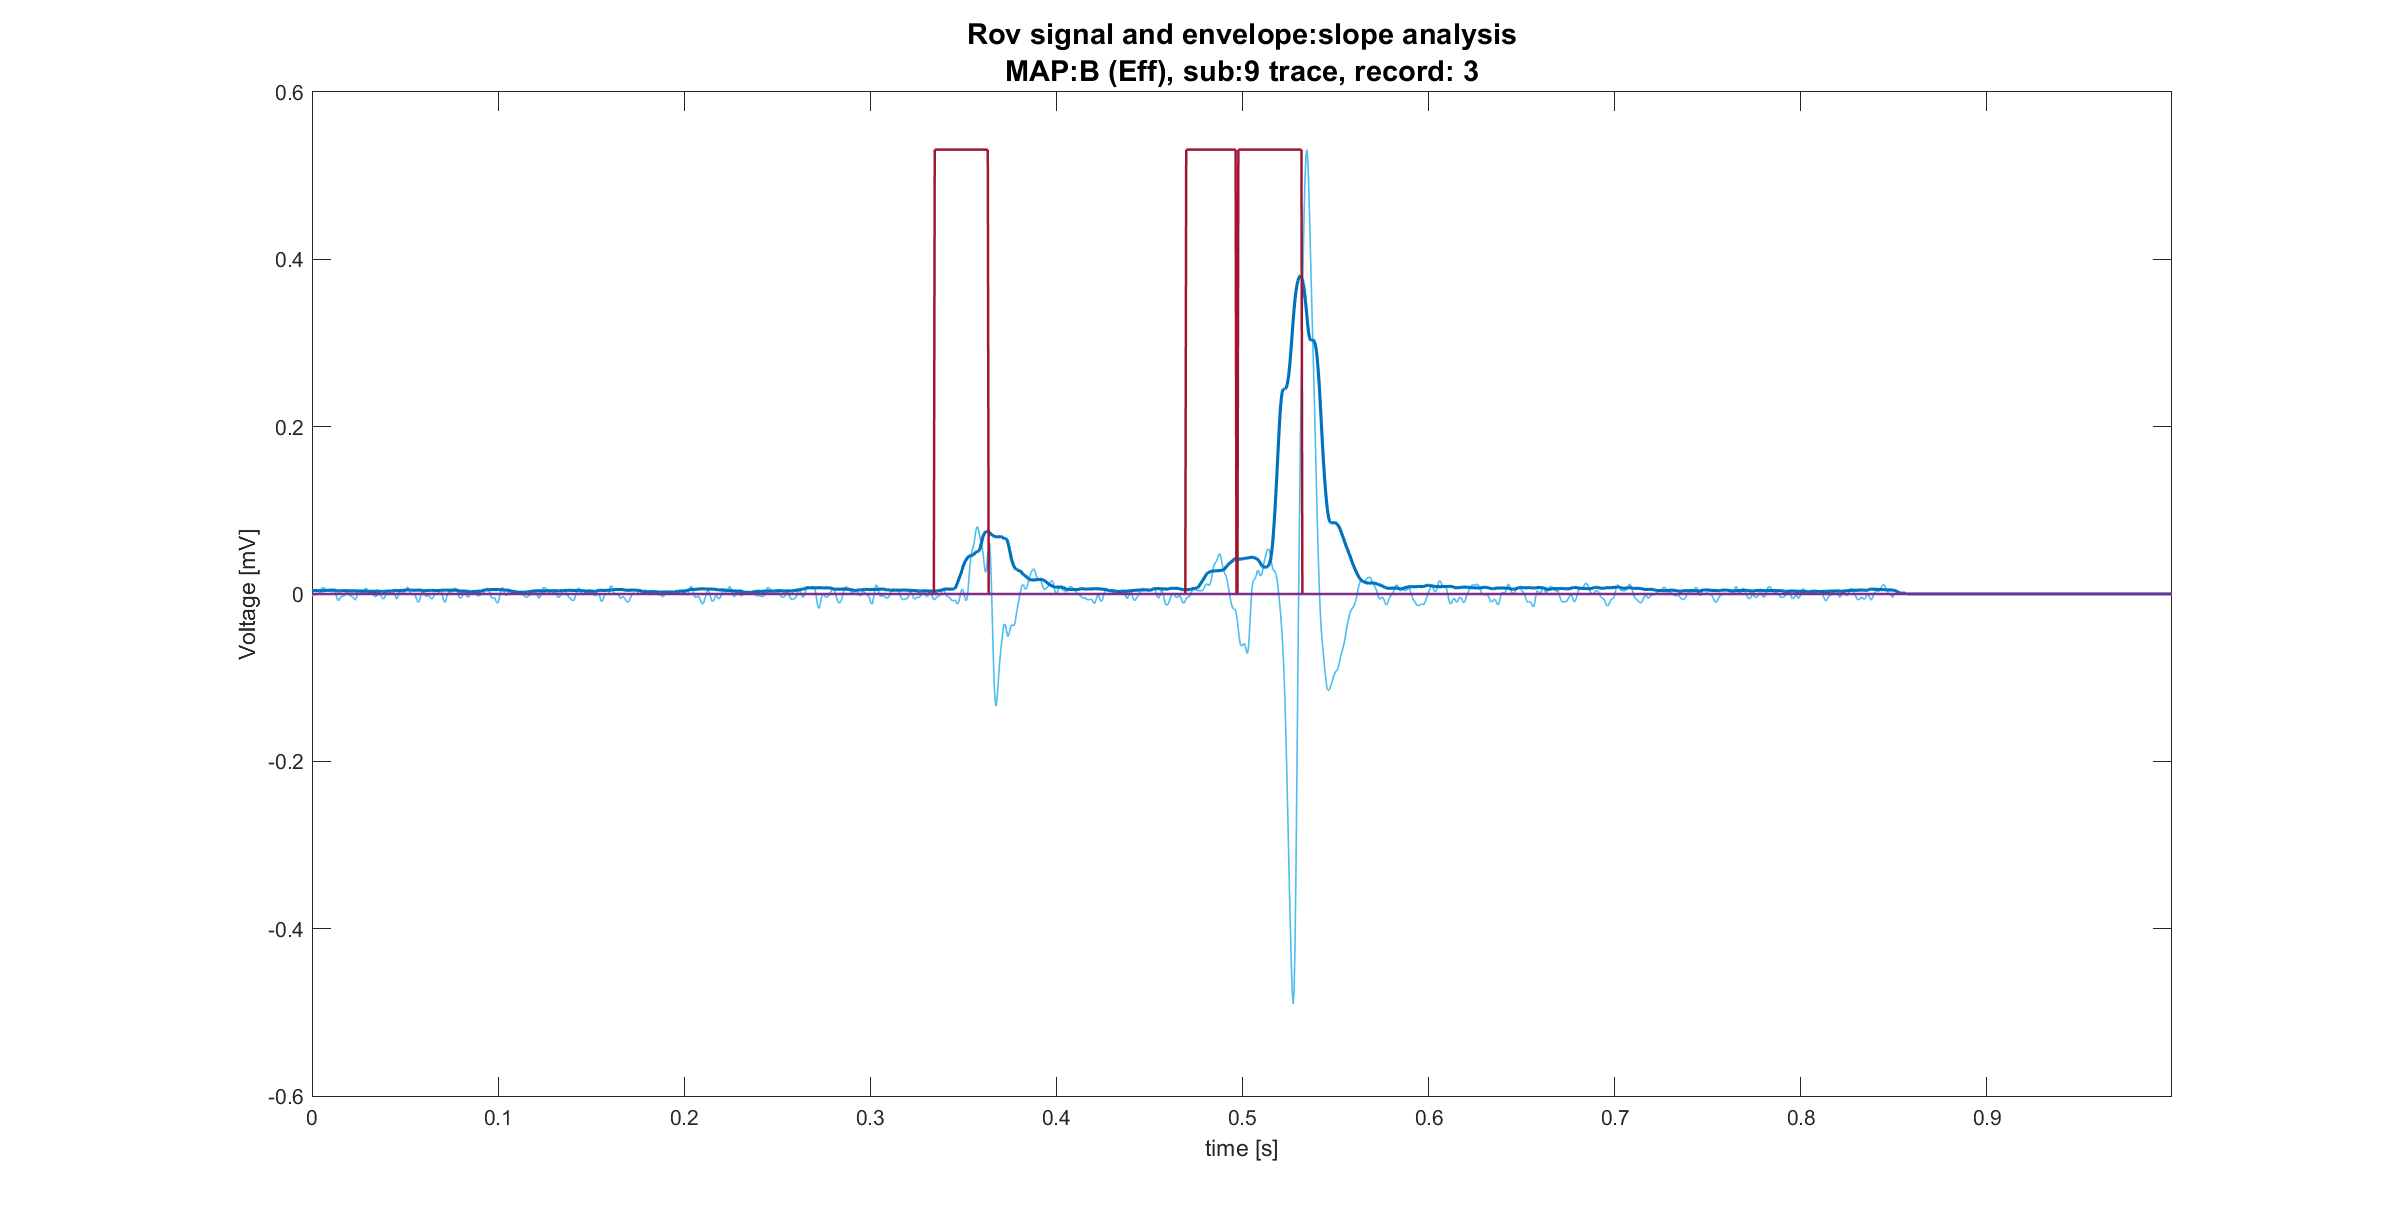 Rov signal and envelope:slope analysis
MAP:B (Eff), sub:9 trace, record: 3
0.6
0.4
0.2
0
-0.2
-0.4
-0.6
Voltage [mV]
0 0.1 0.2 0.3 0.4 0.5 0.6 0.7 0.8 0.9
time [s]